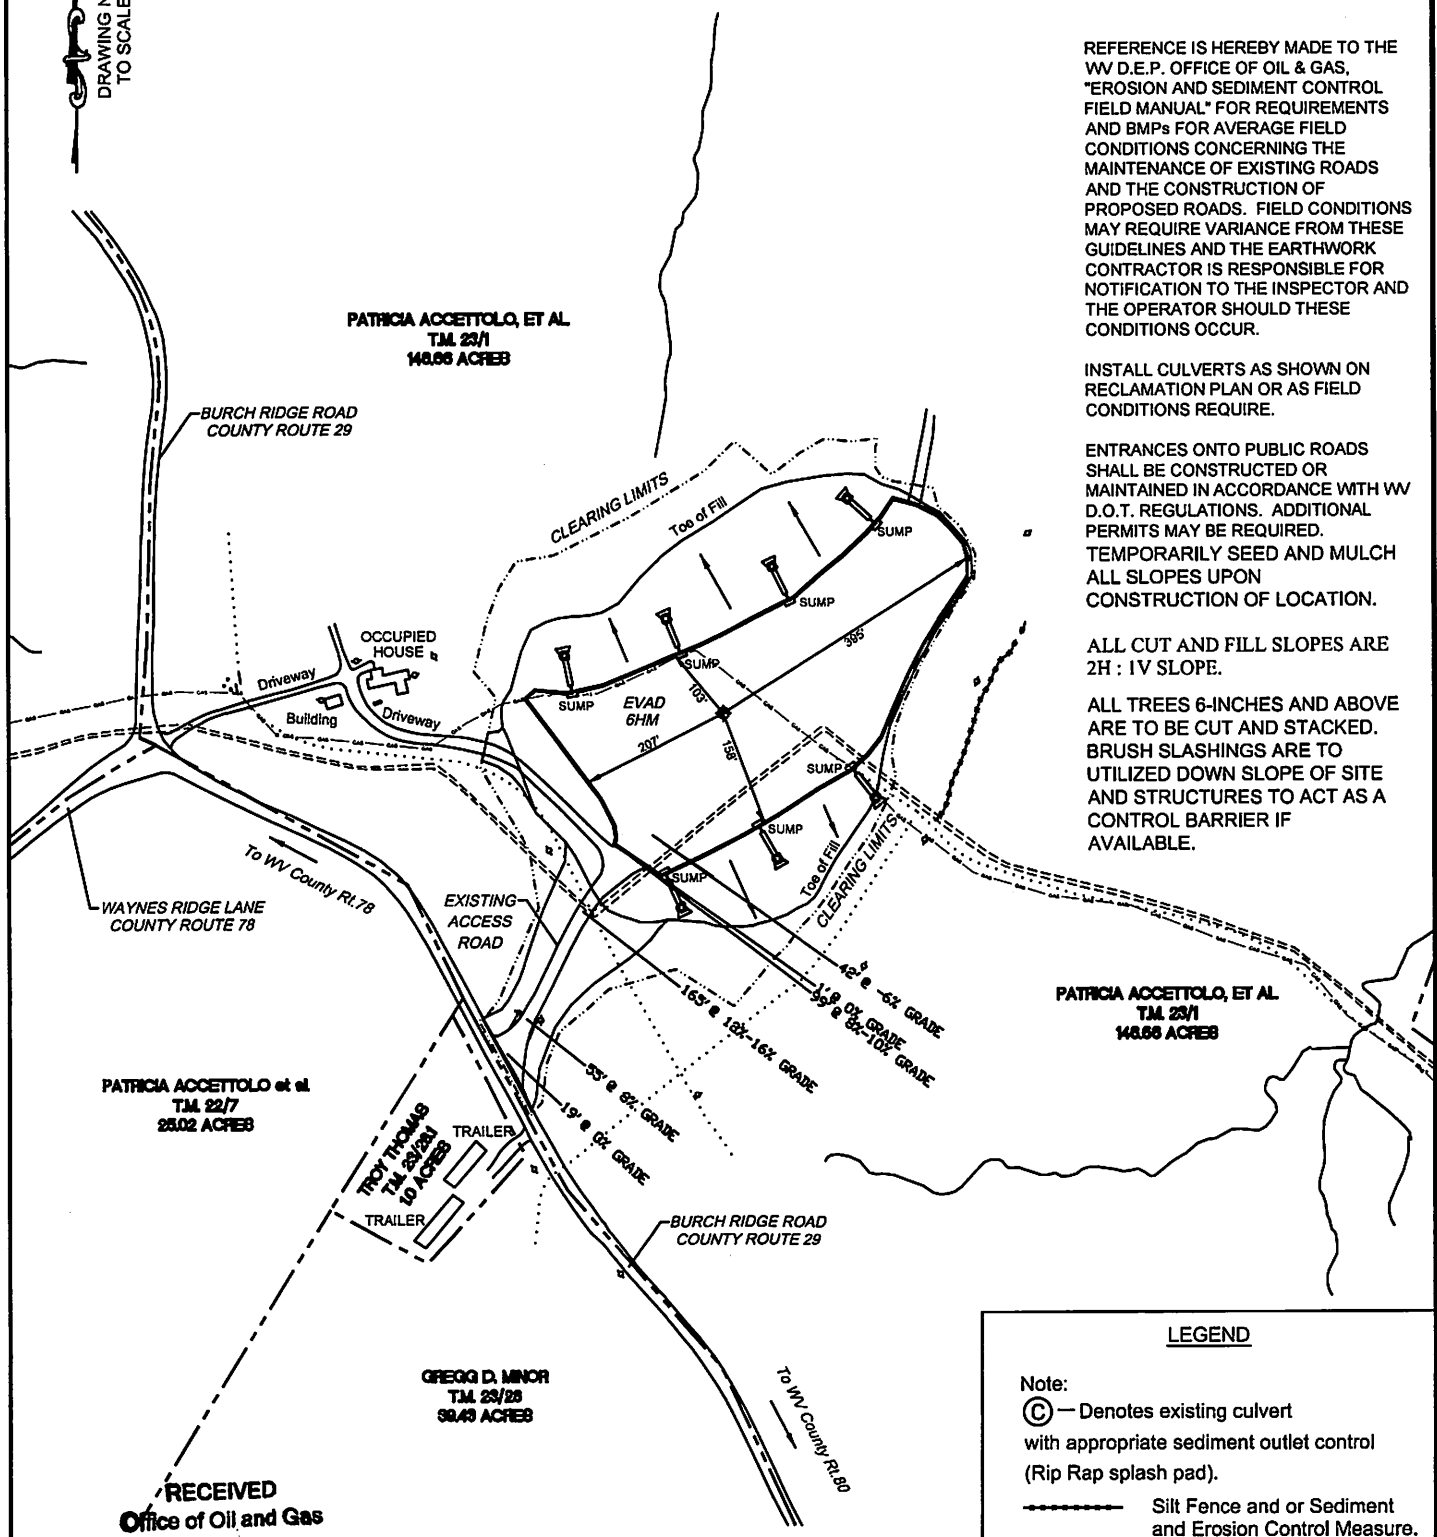 DRAWING N
TO SCALE
REFERENCE IS HEREBY MADE TO THE
WV D.E.P. OFFICE OF OIL & GAS,
"EROSION AND SEDIMENT CONTROL
FIELD MANUAL" FOR REQUIREMENTS
AND BMPs FOR AVERAGE FIELD
CONDITIONS CONCERNING THE
MAINTENANCE OF EXISTING ROADS
AND THE CONSTRUCTION OF
PROPOSED ROADS. FIELD CONDITIONS
MAY REQUIRE VARIANCE FROM THESE
GUIDELINES AND THE EARTHWORK
CONTRACTOR IS RESPONSIBLE FOR
NOTIFICATION TO THE INSPECTOR AND
THE OPERATOR SHOULD THESE
CONDITIONS OCCUR.
INSTALL CULVERTS AS SHOWN ON
RECLAMATION PLAN OR AS FIELD
CONDITIONS REQUIRE.
ENTRANCES ONTO PUBLIC ROADS
SHALL BE CONSTRUCTED OR
MAINTAINED IN ACCORDANCE WITH WV
D.O.T. REGULATIONS. ADDITIONAL
PERMITS MAY BE REQUIRED.
TEMPORARILY SEED AND MULCH
ALL SLOPES UPON
CONSTRUCTION OF LOCATION.
ALL CUT AND FILL SLOPES ARE
2H : 1V SLOPE.
ALL TREES 6-INCHES AND ABOVE
ARE TO BE CUT AND STACKED.
BRUSH SLASHINGS ARE TO
UTILIZED DOWN SLOPE OF SITE
AND STRUCTURES TO ACT AS A
CONTROL BARRIER IF
AVAILABLE.
PATRICIA ACCETTOLO, ET AL
T.M. 23/1
146.66 ACRES
BURCH RIDGE ROAD
COUNTY ROUTE 29
CLEARING LIMITS
Toe of Fill
SUMP
SUMP
SUMP
SUMP
395'
103'
207'
158'
EVAD
6HM
OCCUPIED
HOUSE
Driveway
Building
Driveway
SUMP
SUMP
SUMP
Toe of Fill
CLEARING LIMITS
To WV County Rt.78
WAYNES RIDGE LANE
COUNTY ROUTE 78
EXISTING
ACCESS
ROAD
42' @ -6% GRADE
1' @ 0% GRADE
99' @ 8%-10% GRADE
165' @ 18%-16% GRADE
@ 8% GRADE
19' @ 0% GRADE
PATRICIA ACCETTOLO, ET AL
T.M. 23/1
146.66 ACRES
PATRICIA ACCETTOLO et al
T.M. 22/7
25.02 ACRES
TROY THOMAS
T.M. 23/28.1
1.0 ACRES
TRAILER
TRAILER
BURCH RIDGE ROAD
COUNTY ROUTE 29
GREGG D. MINOR
T.M. 23/28
39.43 ACRES
To WV County Rt.80
RECEIVED
Office of Oil and Gas
LEGEND
Note:
C — Denotes existing culvert
with appropriate sediment outlet control
(Rip Rap splash pad).
Silt Fence and or Sediment
and Erosion Control Measure.